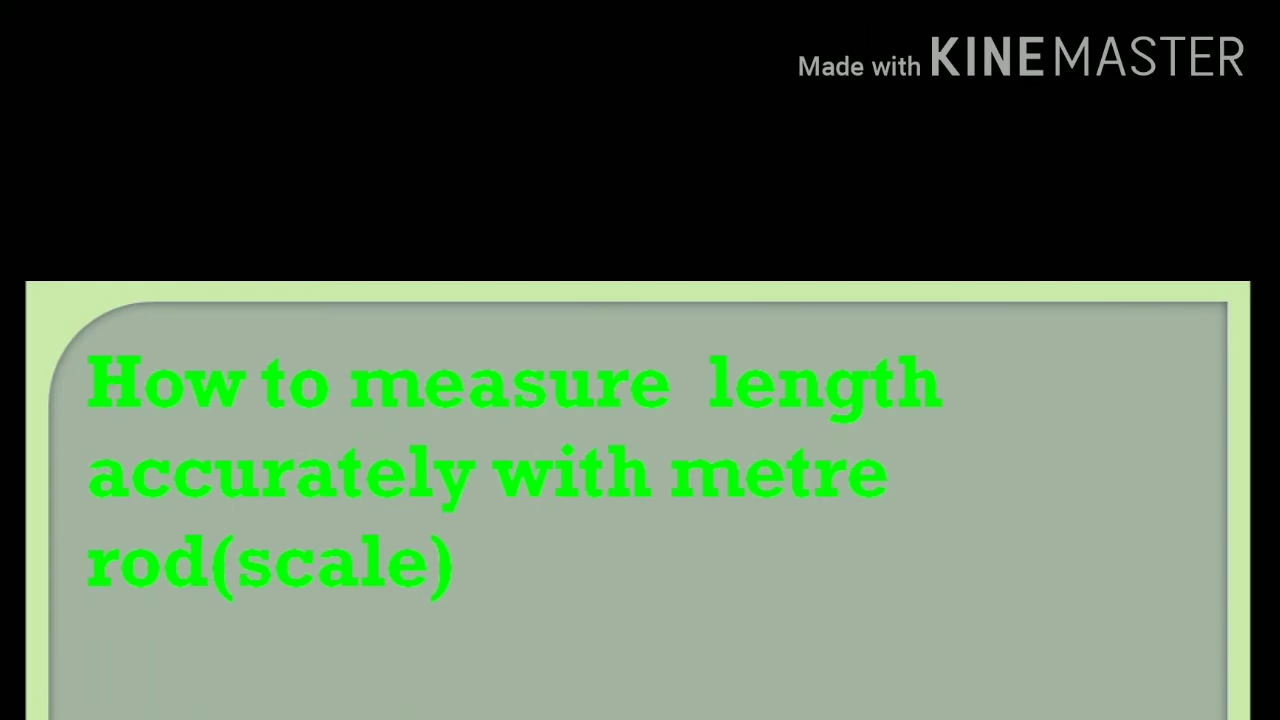 Made with KINEMASTER
How to measure length
accurately with metre
rod(scale)